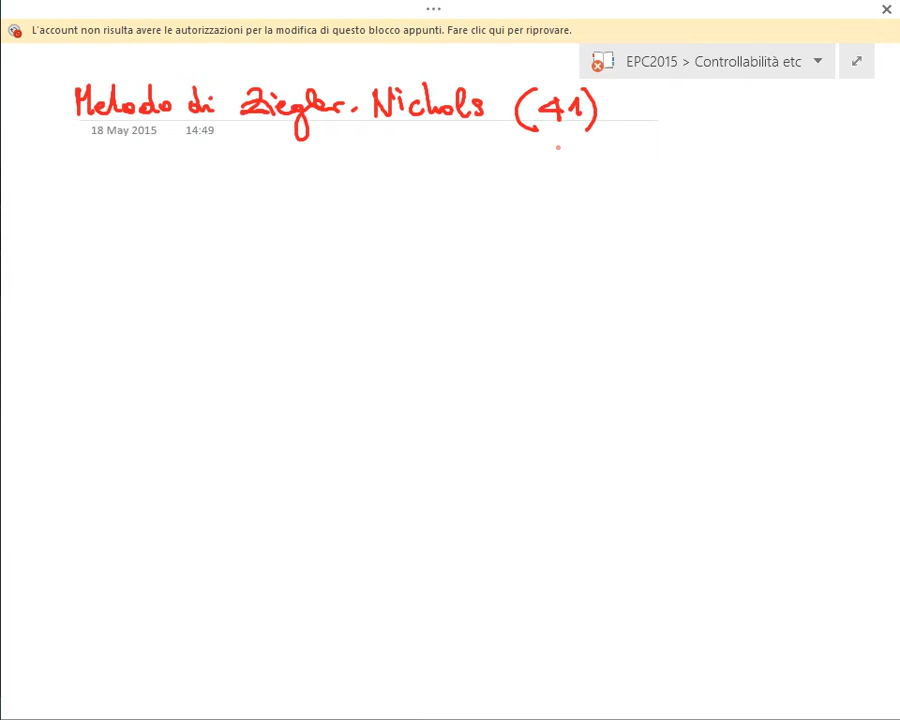 L'account non risulta avere le autorizzazioni per la modifica di questo blocco appunti. Fare clic qui per riprovare.
EPC2015 > Controllabilità etc
Metodo di Ziegler-Nichols (41)
18 May 2015 14:49